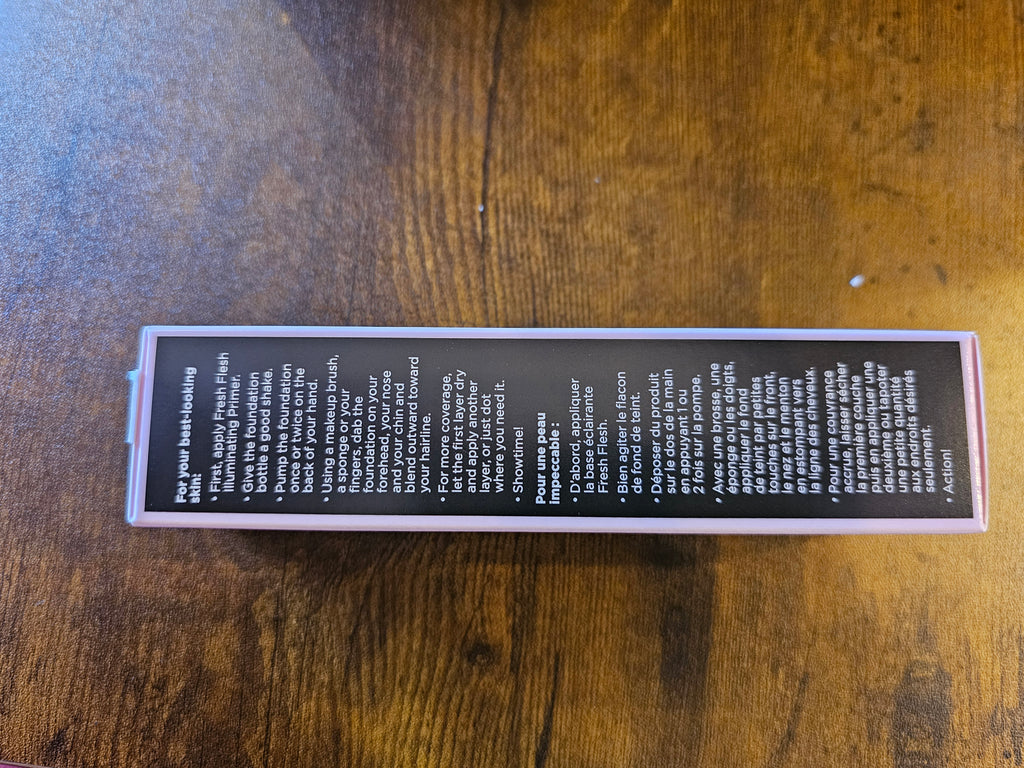 For your best-looking
skin:
• First, apply Fresh Flesh
Illuminating Primer.
• Give the foundation
bottle a good shake.
• Pump the foundation
once or twice on the
back of your hand.
• Using a makeup brush,
a sponge or your
fingers, dab the
foundation on your
forehead, your nose
and your chin and
blend outward toward
your hairline.
• For more coverage,
let the first layer dry
and apply another
layer, or just dot
where you need it.
• Showtime!
Pour une peau
impeccable :
• D'abord, appliquer
la base éclairante
Fresh Flesh.
• Bien agiter le flacon
de fond de teint.
• Déposer du produit
sur le dos de la main
en appuyant 1 ou
2 fois sur la pompe.
• Avec une brosse, une
éponge ou les doigts,
appliquer le fond
de teint par petites
touches sur le front,
le nez et le menton
en estompant vers
la ligne des cheveux.
• Pour une couvrance
accrue, laisser sécher
la première couche
puis en appliquer une
deuxième ou tapoter
une petite quantité
aux endroits désirés
seulement.
• Action!